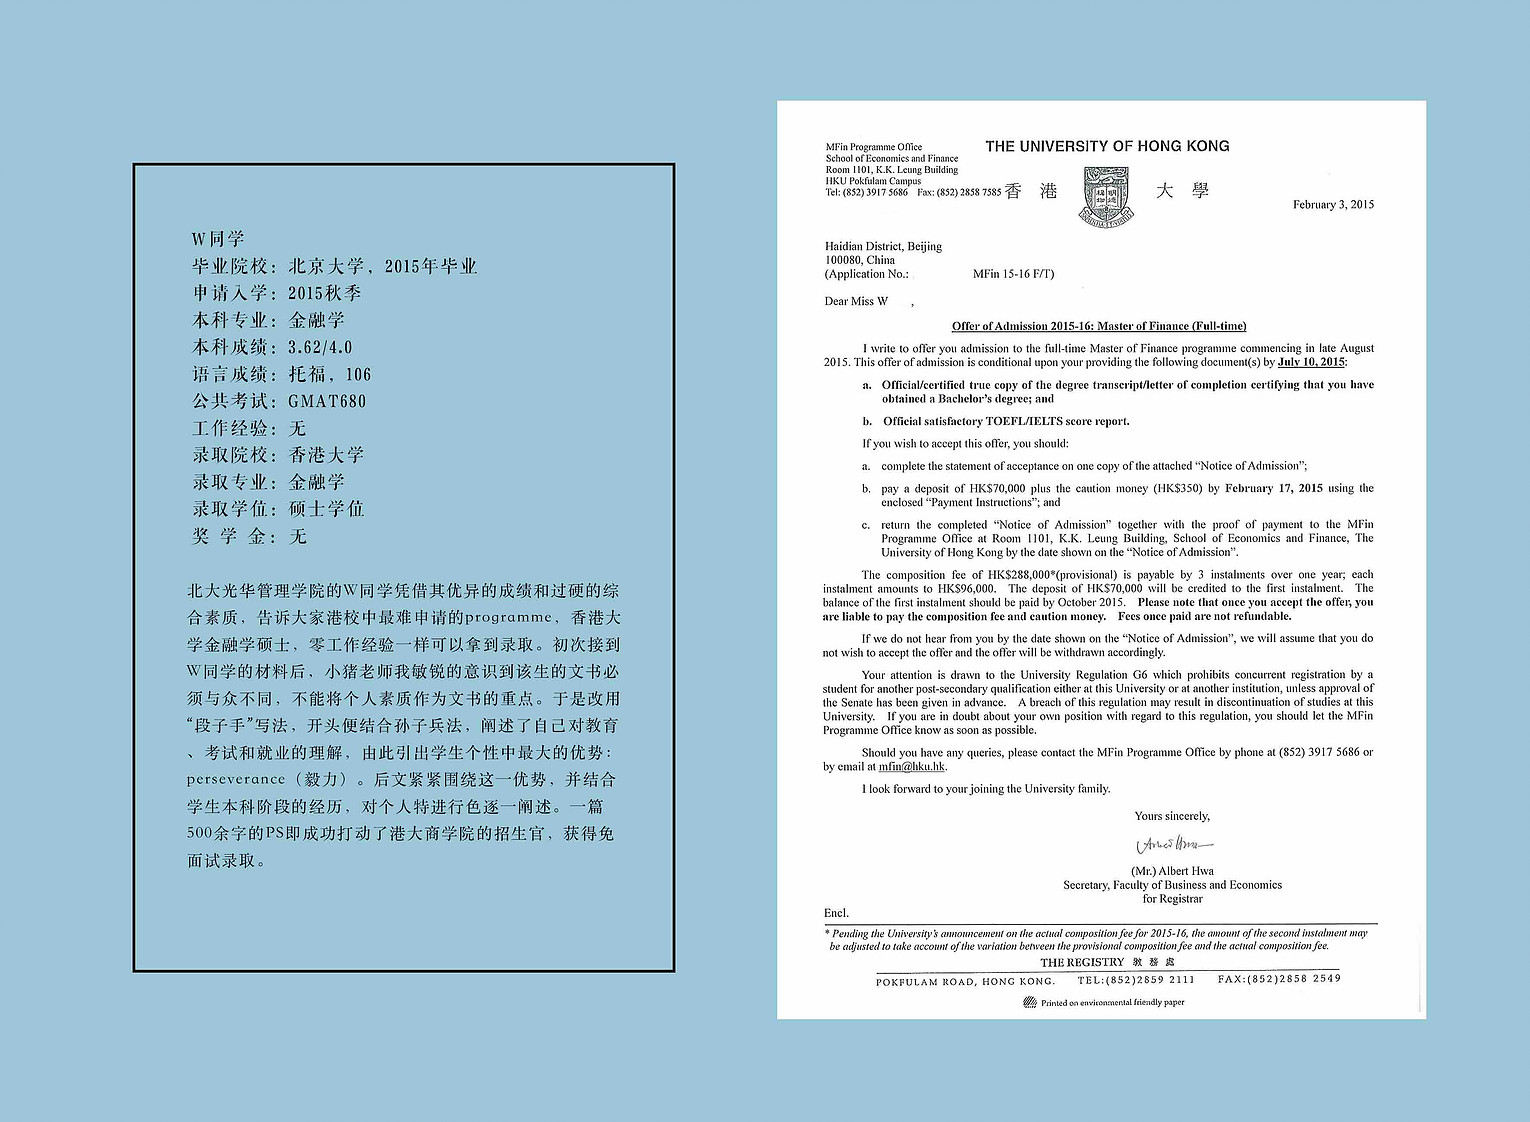 W同学
毕业院校：北京大学，2015年毕业
申请入学：2015秋季
本科专业：金融学
本科成绩：3.62/4.0
语言成绩：托福，106
公共考试：GMAT680
工作经验：无
录取院校：香港大学
录取专业：金融学
录取学位：硕士学位
奖 学 金：无
北大光华管理学院的W同学凭借其优异的成绩和过硬的综
合素质，告诉大家港校中最难申请的programme，香港大
学金融学硕士，零工作经验一样可以拿到录取。初次接到
W同学的材料后，小猪老师我敏锐的意识到该生的文书必
须与众不同，不能将个人素质作为文书的重点。于是改用
“段子手”写法，开头便结合孙子兵法，阐述了自己对教育
、考试和就业的理解，由此引出学生个性中最大的优势：
perseverance（毅力）。后文紧紧围绕这一优势，并结合
学生本科阶段的经历，对个人特进行色逐一阐述。一篇
500余字的PS即成功打动了港大商学院的招生官，获得免
面试录取。
MFin Programme Office
School of Economics and Finance
Room 1101, K.K. Leung Building
HKU Pokfulam Campus
Tel: (852) 3917 5686 Fax: (852) 2858 7585
THE UNIVERSITY OF HONG KONG
香 港 大 學
February 3, 2015
Haidian District, Beijing
100080, China
(Application No.: MFin 15-16 F/T)
Dear Miss W ,
Offer of Admission 2015-16: Master of Finance (Full-time)
I write to offer you admission to the full-time Master of Finance programme commencing in late August
2015. This offer of admission is conditional upon your providing the following document(s) by July 10, 2015:
a. Official/certified true copy of the degree transcript/letter of completion certifying that you have
obtained a Bachelor's degree; and
b. Official satisfactory TOEFL/IELTS score report.
If you wish to accept this offer, you should:
a. complete the statement of acceptance on one copy of the attached “Notice of Admission”;
b. pay a deposit of HK$70,000 plus the caution money (HK$350) by February 17, 2015 using the
enclosed “Payment Instructions”; and
c. return the completed “Notice of Admission” together with the proof of payment to the MFin
Programme Office at Room 1101, K.K. Leung Building, School of Economics and Finance, The
University of Hong Kong by the date shown on the “Notice of Admission”.
The composition fee of HK$288,000*(provisional) is payable by 3 instalments over one year; each
instalment amounts to HK$96,000. The deposit of HK$70,000 will be credited to the first instalment. The
balance of the first instalment should be paid by October 2015. Please note that once you accept the offer, you
are liable to pay the composition fee and caution money. Fees once paid are not refundable.
If we do not hear from you by the date shown on the “Notice of Admission”, we will assume that you do
not wish to accept the offer and the offer will be withdrawn accordingly.
Your attention is drawn to the University Regulation G6 which prohibits concurrent registration by a
student for another post-secondary qualification either at this University or at another institution, unless approval of
the Senate has been given in advance. A breach of this regulation may result in discontinuation of studies at this
University. If you are in doubt about your own position with regard to this regulation, you should let the MFin
Programme Office know as soon as possible.
Should you have any queries, please contact the MFin Programme Office by phone at (852) 3917 5686 or
by email at mfin@hku.hk.
I look forward to your joining the University family.
Yours sincerely,
(Mr.) Albert Hwa
Secretary, Faculty of Business and Economics
for Registrar
Encl.
* Pending the University's announcement on the actual composition fee for 2015-16, the amount of the second instalment may
be adjusted to take account of the variation between the provisional composition fee and the actual composition fee.
THE REGISTRY 教 務 處
POKFULAM ROAD, HONG KONG. TEL:(852)2859 2111 FAX:(852)2858 2549
Printed on environmental friendly paper